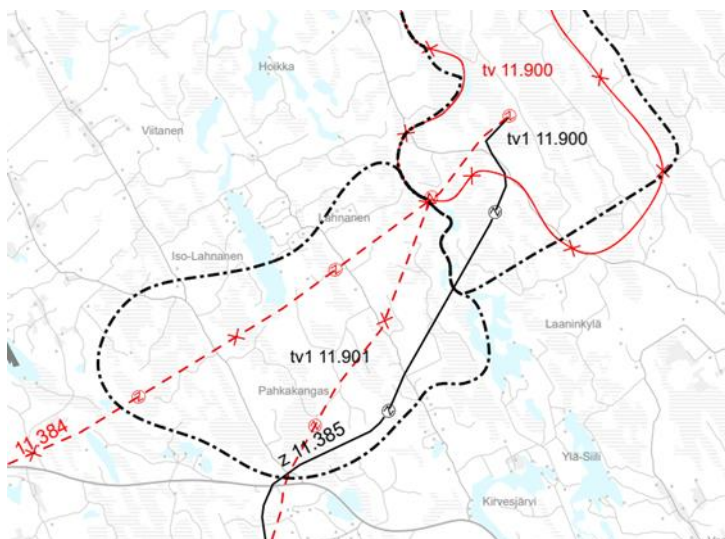 Hoikka
tv 11.900
Viitanen
tv1 11.900
Lahnanen
Iso-Lahnanen
Laaninkylä
tv1 11.901
Pahkakangas
11.384
z 11.385
Ylä-Siili
Kirvesjärvi